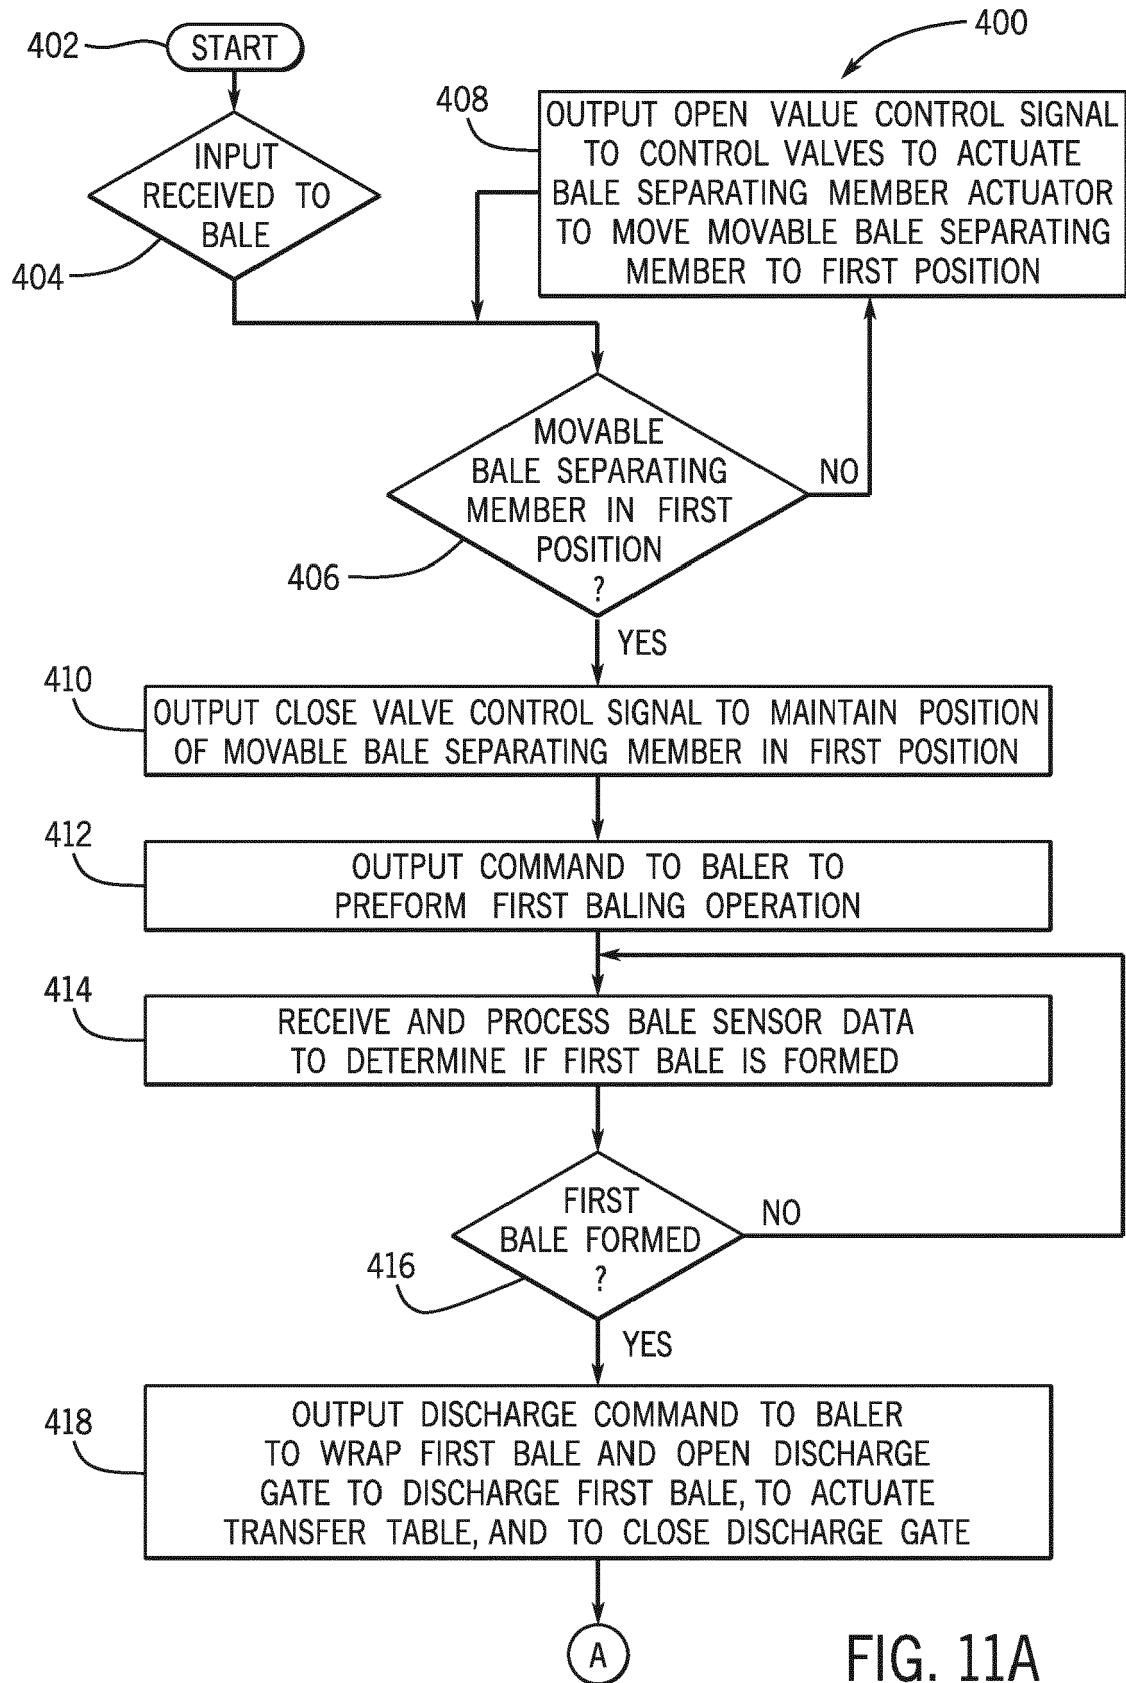 400
402
START
408
OUTPUT OPEN VALUE CONTROL SIGNAL
TO CONTROL VALVES TO ACTUATE
BALE SEPARATING MEMBER ACTUATOR
TO MOVE MOVABLE BALE SEPARATING
MEMBER TO FIRST POSITION
INPUT
RECEIVED TO
BALE
404
MOVABLE
BALE SEPARATING
MEMBER IN FIRST
POSITION
?
NO
406
YES
410
OUTPUT CLOSE VALVE CONTROL SIGNAL TO MAINTAIN POSITION
OF MOVABLE BALE SEPARATING MEMBER IN FIRST POSITION
412
OUTPUT COMMAND TO BALER TO
PREFORM FIRST BALING OPERATION
414
RECEIVE AND PROCESS BALE SENSOR DATA
TO DETERMINE IF FIRST BALE IS FORMED
FIRST
BALE FORMED
?
NO
416
YES
418
OUTPUT DISCHARGE COMMAND TO BALER
TO WRAP FIRST BALE AND OPEN DISCHARGE
GATE TO DISCHARGE FIRST BALE, TO ACTUATE
TRANSFER TABLE, AND TO CLOSE DISCHARGE GATE
A
FIG. 11A